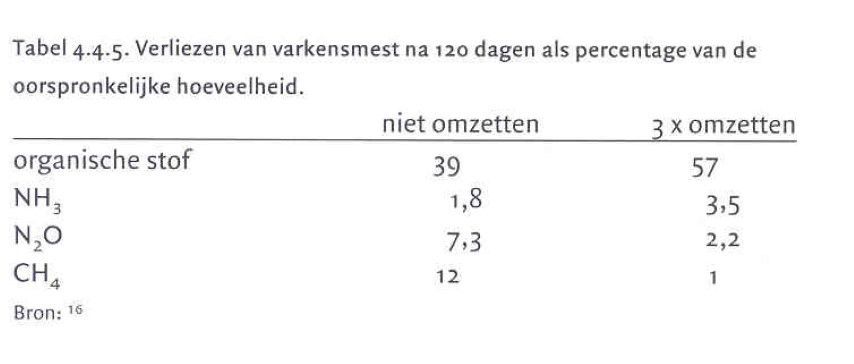 Tabel 4.4.5. Verliezen van varkensmest na 120 dagen als percentage van de
oorspronkelijke hoeveelheid.
niet omzetten 3 x omzetten
organische stof 39 57
NH₃ 1,8 3,5
N₂O 7,3 2,2
CH₄ 12 1
Bron: ¹⁶